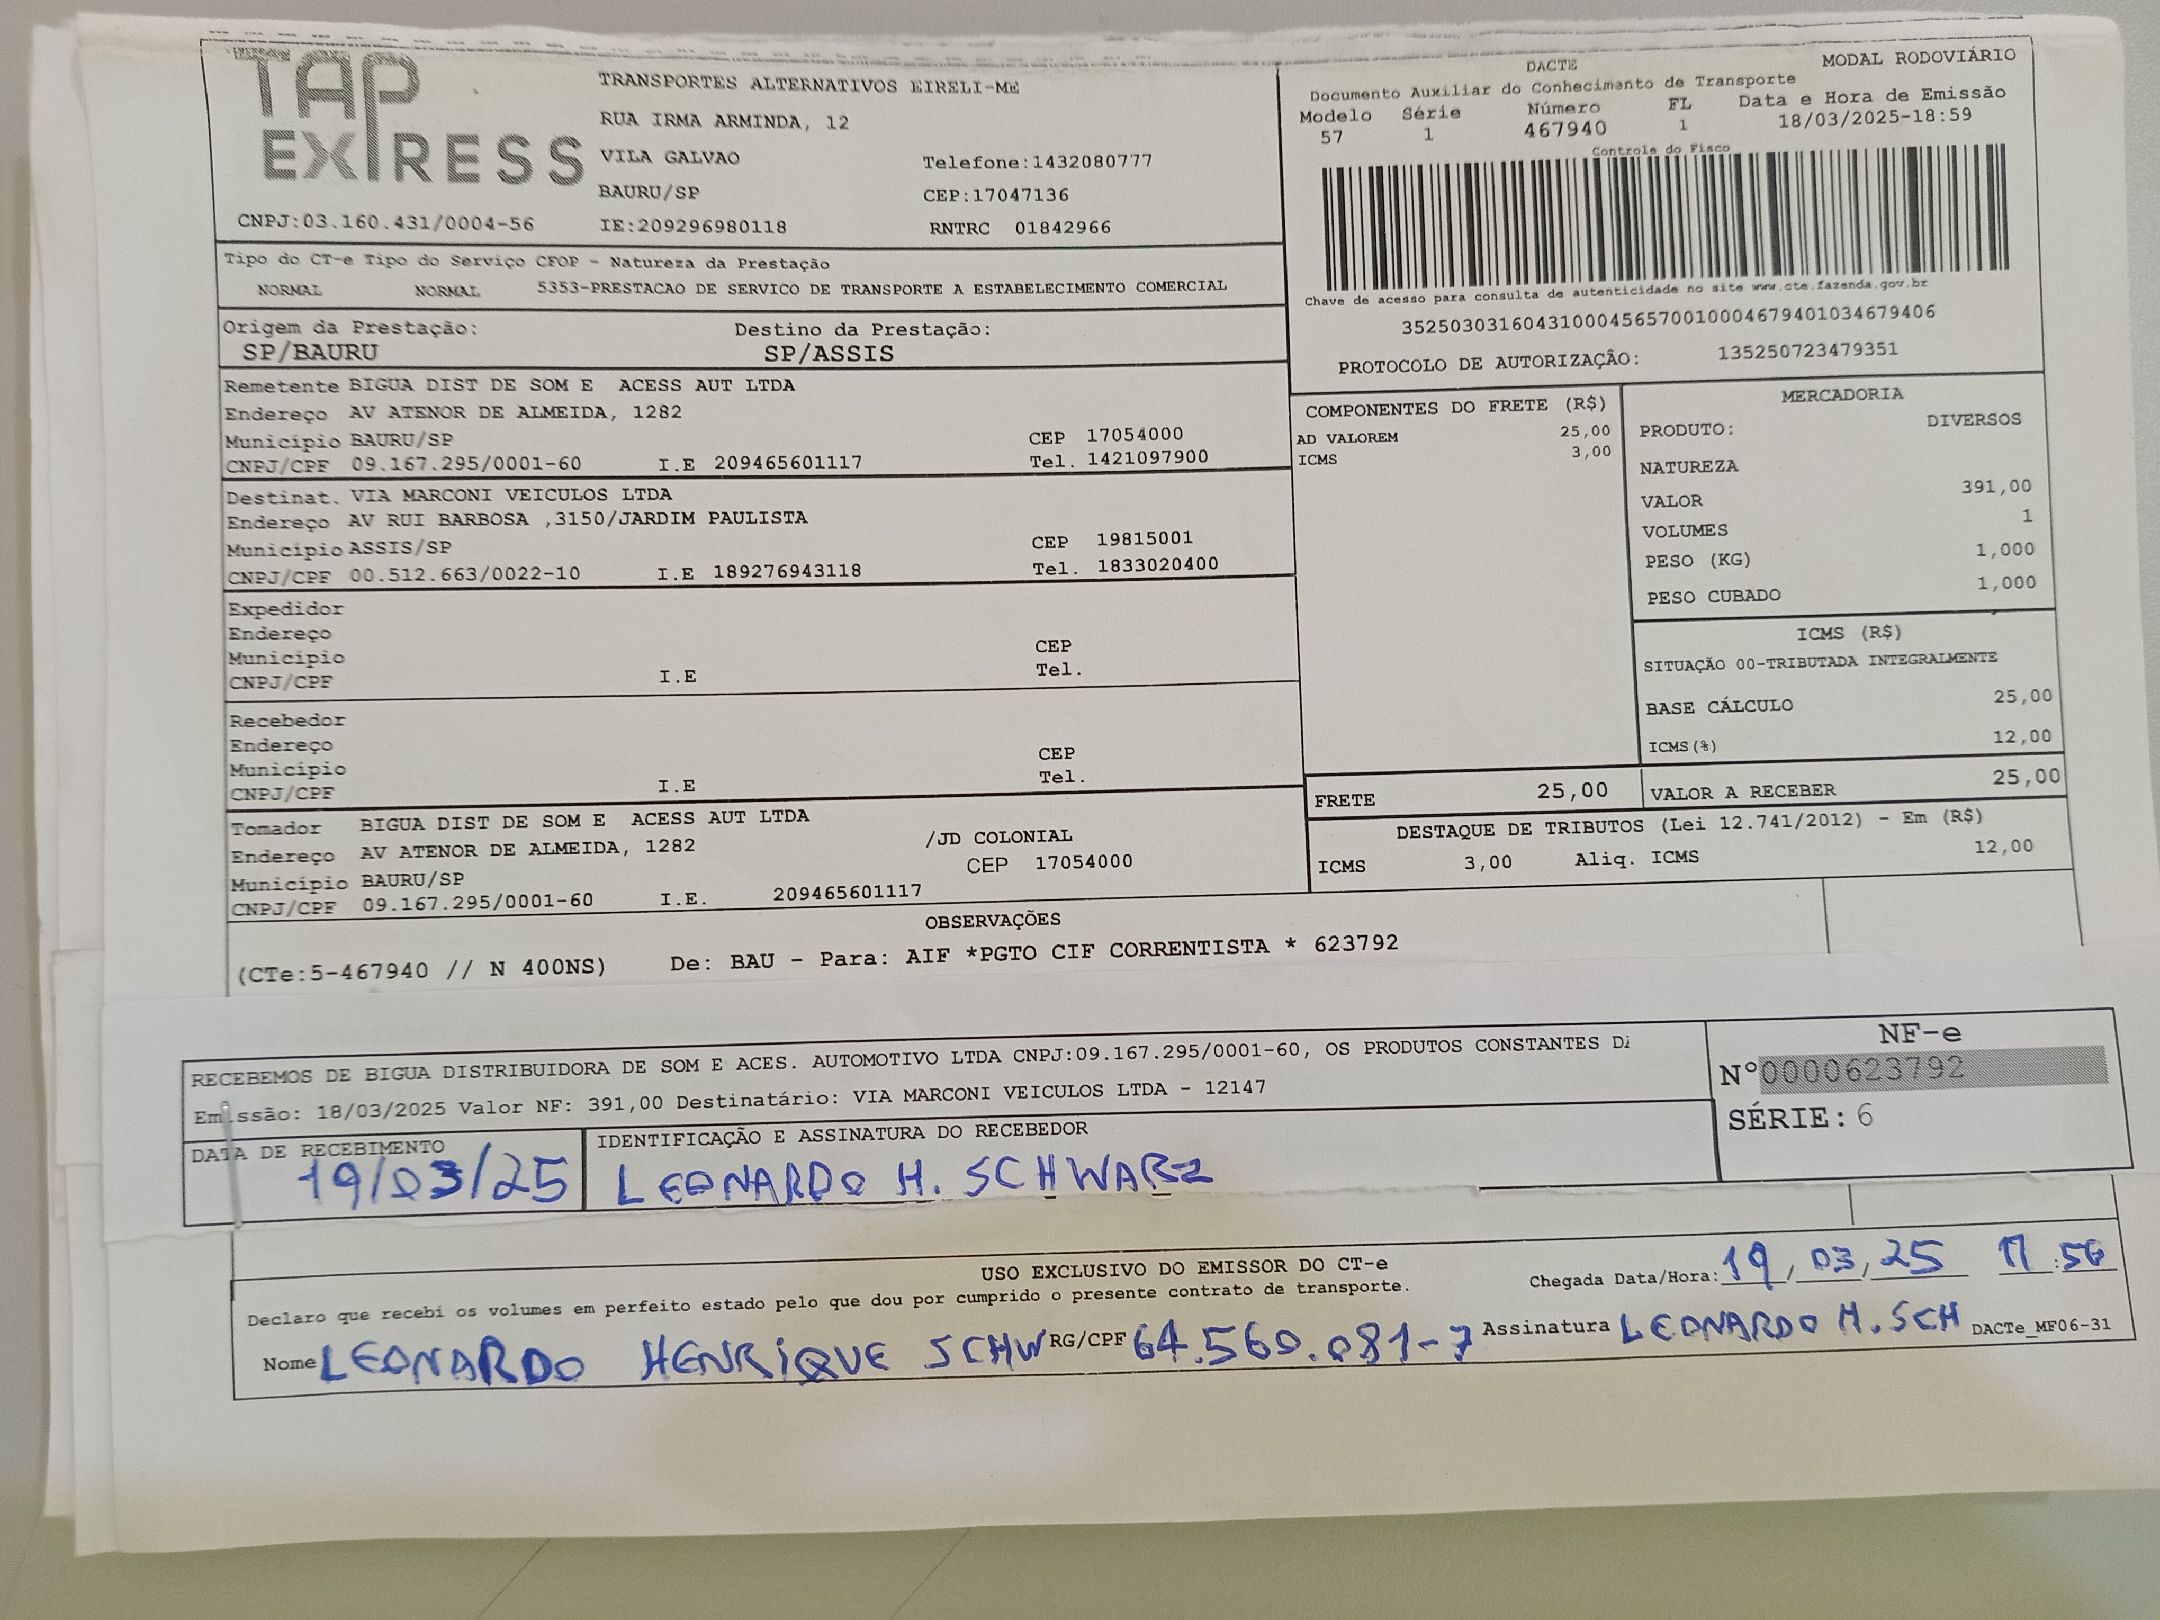 TAP
EXPRESS
TRANSPORTES ALTERNATIVOS EIRELI-ME
RUA IRMA ARMINDA, 12
VILA GALVAO Telefone:1432080777
BAURU/SP CEP:17047136
CNPJ:03.160.431/0004-56 IE:209296980118 RNTRC 01842966
DACTE MODAL RODOVIÁRIO
Documento Auxiliar do Conhecimanto de Transporte
Modelo Série Número FL Data e Hora de Emissão
57 1 467940 1 18/03/2025-18:59
Controle do Fisco
Chave de acesso para consulta de autenticidade no site www.cte.fazenda.gov.br
35250303160431000456570010004679401034679406
PROTOCOLO DE AUTORIZAÇÃO: 135250723479351
Tipo do CT-e Tipo do Serviço CFOP - Natureza da Prestação
NORMAL NORMAL 5353-PRESTACAO DE SERVICO DE TRANSPORTE A ESTABELECIMENTO COMERCIAL
Origem da Prestação: Destino da Prestação:
SP/BAURU SP/ASSIS
Remetente BIGUA DIST DE SOM E ACESS AUT LTDA
Endereço AV ATENOR DE ALMEIDA, 1282
Município BAURU/SP CEP 17054000
CNPJ/CPF 09.167.295/0001-60 I.E 209465601117 Tel. 1421097900
Destinat. VIA MARCONI VEICULOS LTDA
Endereço AV RUI BARBOSA ,3150/JARDIM PAULISTA
Município ASSIS/SP CEP 19815001
CNPJ/CPF 00.512.663/0022-10 I.E 189276943118 Tel. 1833020400
Expedidor
Endereço
Município CEP
CNPJ/CPF I.E Tel.
Recebedor
Endereço
Município CEP
CNPJ/CPF I.E Tel.
Tomador BIGUA DIST DE SOM E ACESS AUT LTDA
Endereço AV ATENOR DE ALMEIDA, 1282 /JD COLONIAL
Município BAURU/SP CEP 17054000
CNPJ/CPF 09.167.295/0001-60 I.E. 209465601117
COMPONENTES DO FRETE (R$)
AD VALOREM 25,00
ICMS 3,00
MERCADORIA
PRODUTO: DIVERSOS
NATUREZA
VALOR 391,00
VOLUMES 1
PESO (KG) 1,000
PESO CUBADO 1,000
ICMS (R$)
SITUAÇÃO 00-TRIBUTADA INTEGRALMENTE
BASE CÁLCULO 25,00
ICMS(%) 12,00
FRETE 25,00 VALOR A RECEBER 25,00
DESTAQUE DE TRIBUTOS (Lei 12.741/2012) - Em (R$)
ICMS 3,00 Aliq. ICMS 12,00
OBSERVAÇÕES
(CTe:5-467940 // N 400NS) De: BAU - Para: AIF *PGTO CIF CORRENTISTA * 623792
RECEBEMOS DE BIGUA DISTRIBUIDORA DE SOM E ACES. AUTOMOTIVO LTDA CNPJ:09.167.295/0001-60, OS PRODUTOS CONSTANTES
Emissão: 18/03/2025 Valor NF: 391,00 Destinatário: VIA MARCONI VEICULOS LTDA - 12147
NF-e
Nº0000623792
SÉRIE: 6
DATA DE RECEBIMENTO IDENTIFICAÇÃO E ASSINATURA DO RECEBEDOR
19/03/25 LEONARDO H. SCHWARZ
USO EXCLUSIVO DO EMISSOR DO CT-e
Declaro que recebi os volumes em perfeito estado pelo que dou por cumprido o presente contrato de transporte.
Chegada Data/Hora: 19/03/25 :56
Nome LEONARDO HENRIQUE SCHW RG/CPF 64.560.081-7 Assinatura LEONARDO H. SCH DACTe_MF06-31